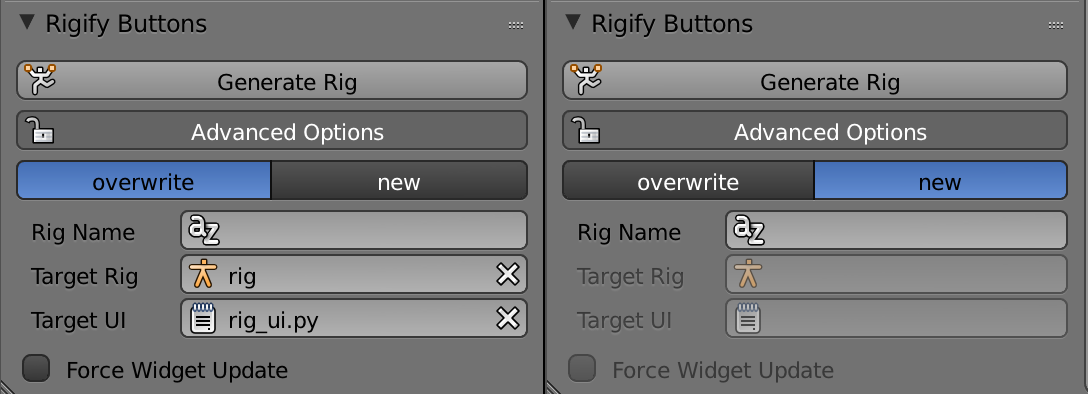 Rigify Buttons
Generate Rig
Advanced Options
overwrite new
Rig Name
Target Rig rig
Target UI rig_ui.py
Force Widget Update
Rigify Buttons
Generate Rig
Advanced Options
overwrite new
Rig Name
Target Rig
Target UI
Force Widget Update